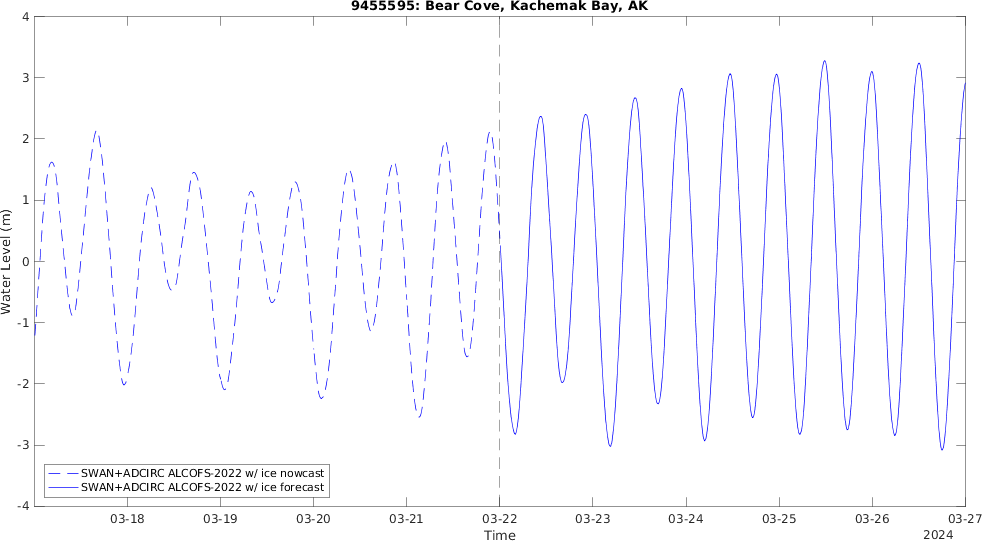 9455595: Bear Cove, Kachemak Bay, AK
4
3
2
1
0
-1
-2
-3
-4
Water Level (m)
SWAN+ADCIRC ALCOFS-2022 w/ ice nowcast
SWAN+ADCIRC ALCOFS-2022 w/ ice forecast
03-18 03-19 03-20 03-21 03-22 03-23 03-24 03-25 03-26 03-27
Time
2024